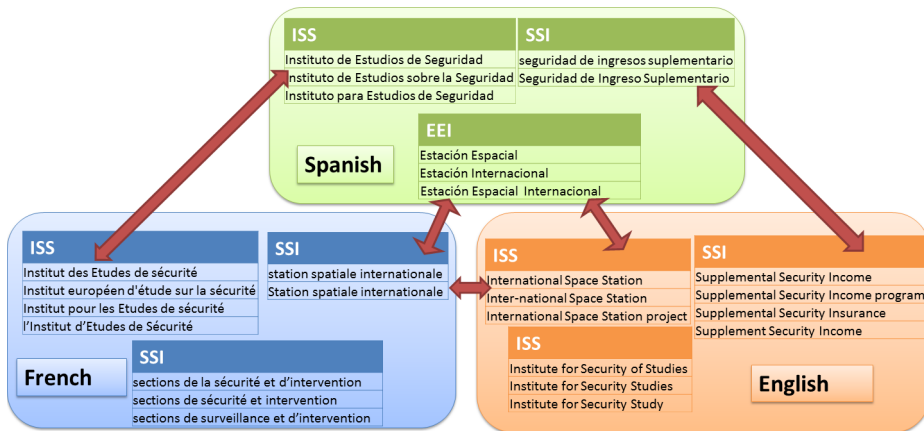 ISS
Instituto de Estudios de Seguridad
Instituto de Estudios sobre la Seguridad
Instituto para Estudios de Seguridad
SSI
seguridad de ingresos suplementario
Seguridad de Ingreso Suplementario
EEI
Estación Espacial
Estación Internacional
Estación Espacial Internacional
Spanish
ISS
Institut des Etudes de sécurité
Institut européen d'étude sur la sécurité
Institut pour les Etudes de sécurité
l'Institut d'Etudes de Sécurité
SSI
station spatiale internationale
Station spatiale internationale
SSI
sections de la sécurité et d'intervention
sections de sécurité et intervention
sections de surveillance et d'intervention
French
ISS
International Space Station
Inter-national Space Station
International Space Station project
SSI
Supplemental Security Income
Supplemental Security Income program
Supplemental Security Insurance
Supplement Security Income
ISS
Institute for Security of Studies
Institute for Security Studies
Institute for Security Study
English